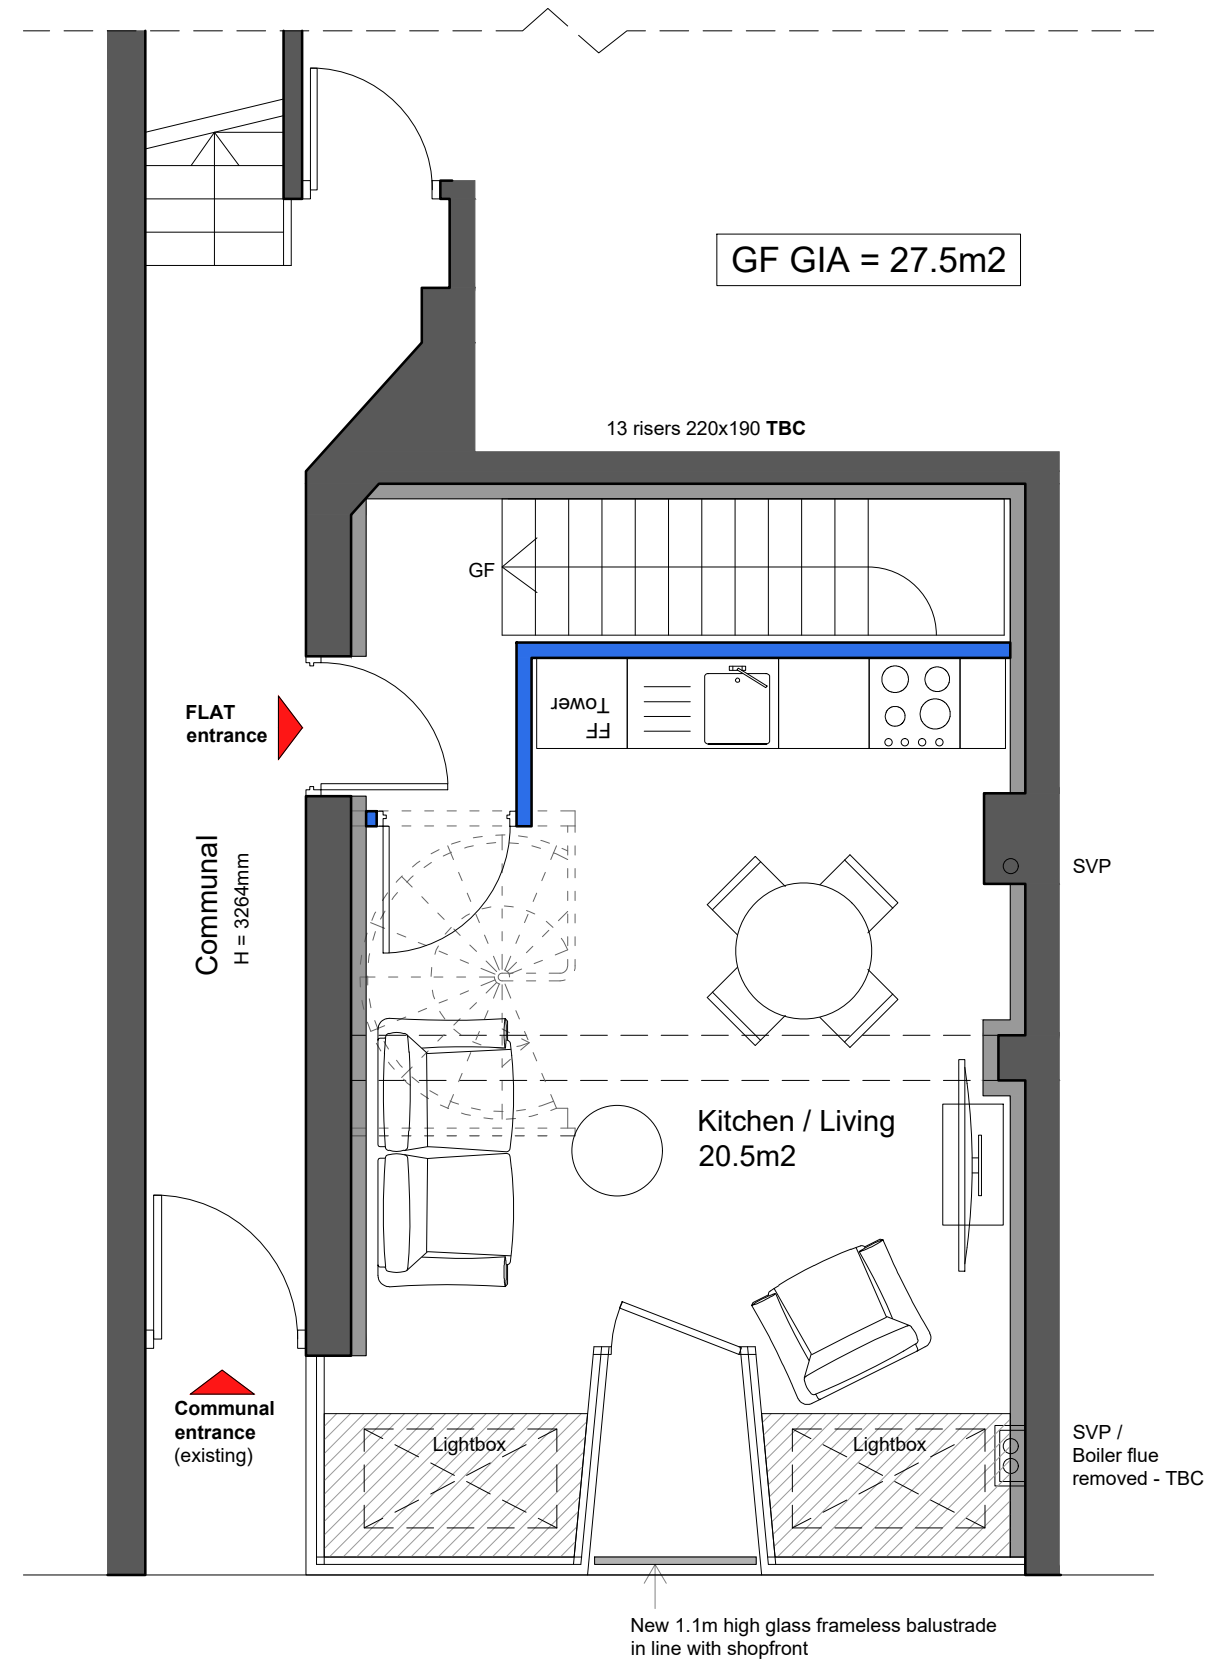 GF GIA = 27.5m2
13 risers 220x190 TBC
GF
FF
Tower
FLAT
entrance
Communal
H = 3264mm
SVP
Kitchen / Living
20.5m2
Communal
entrance
(existing)
Lightbox
Lightbox
SVP /
Boiler flue
removed - TBC
New 1.1m high glass frameless balustrade
in line with shopfront